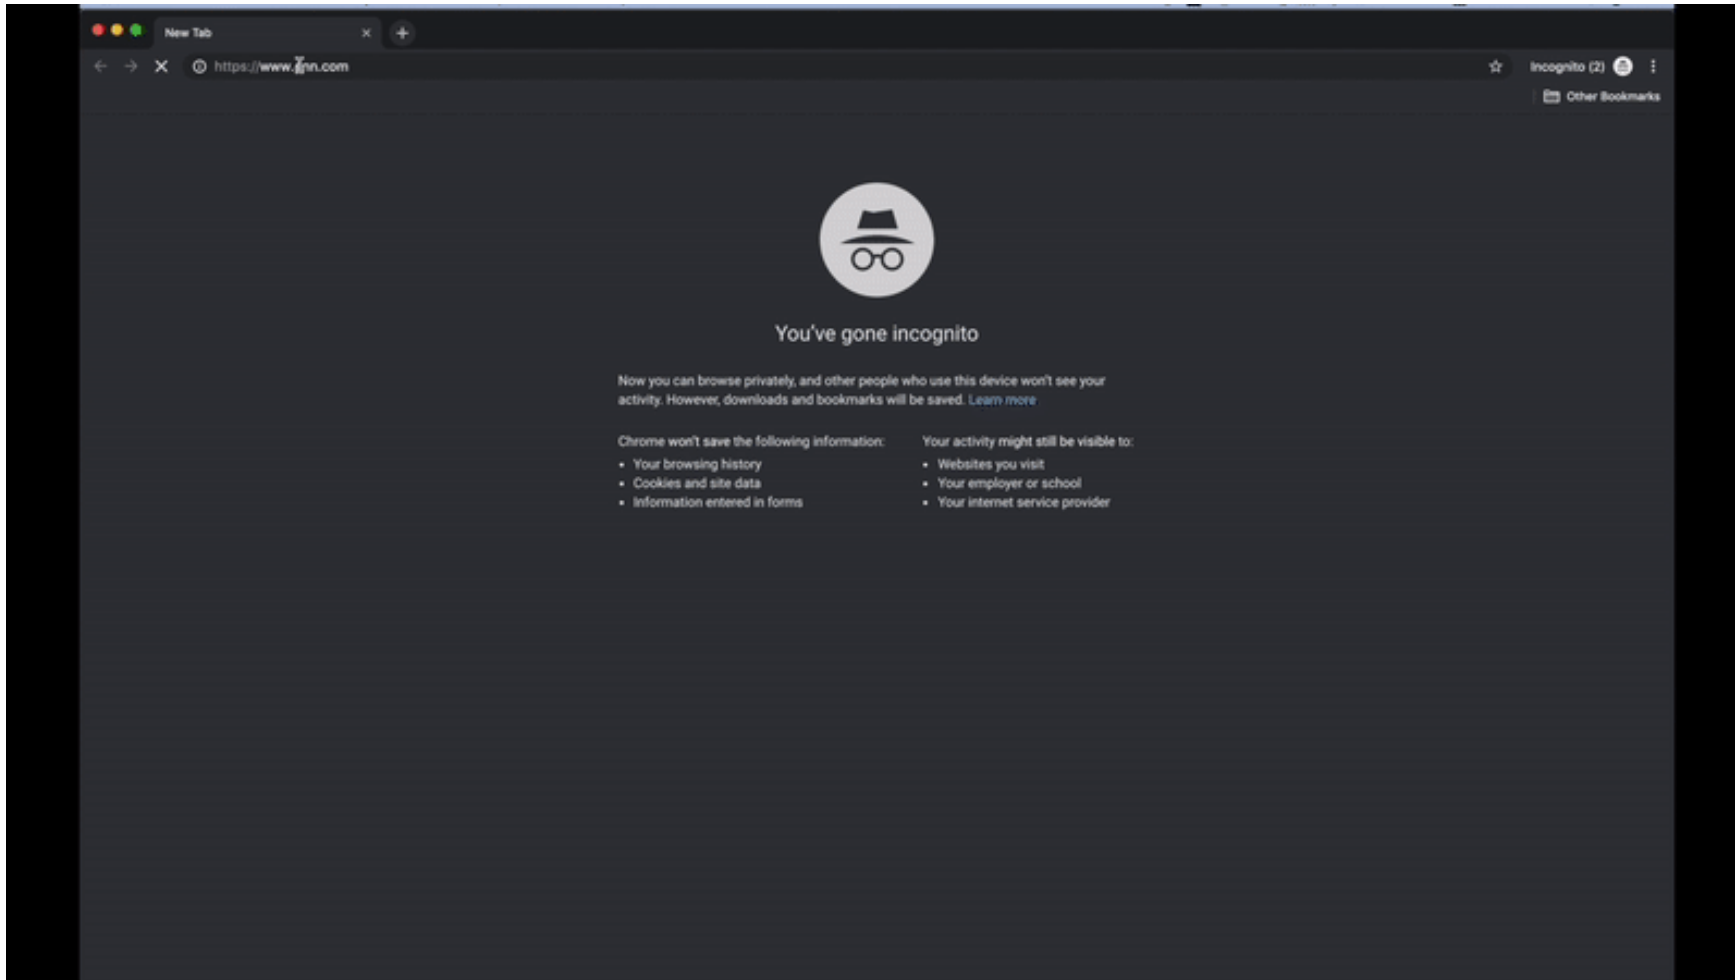 New Tab
https://www.
Incognito (2)
Other Bookmarks
You've gone incognito
Now you can browse privately, and other people who use this device won't see your
activity. However, downloads and bookmarks will be saved. Learn more
Chrome won't save the following information:
• Your browsing history
• Cookies and site data
• Information entered in forms
Your activity might still be visible to:
• Websites you visit
• Your employer or school
• Your internet service provider